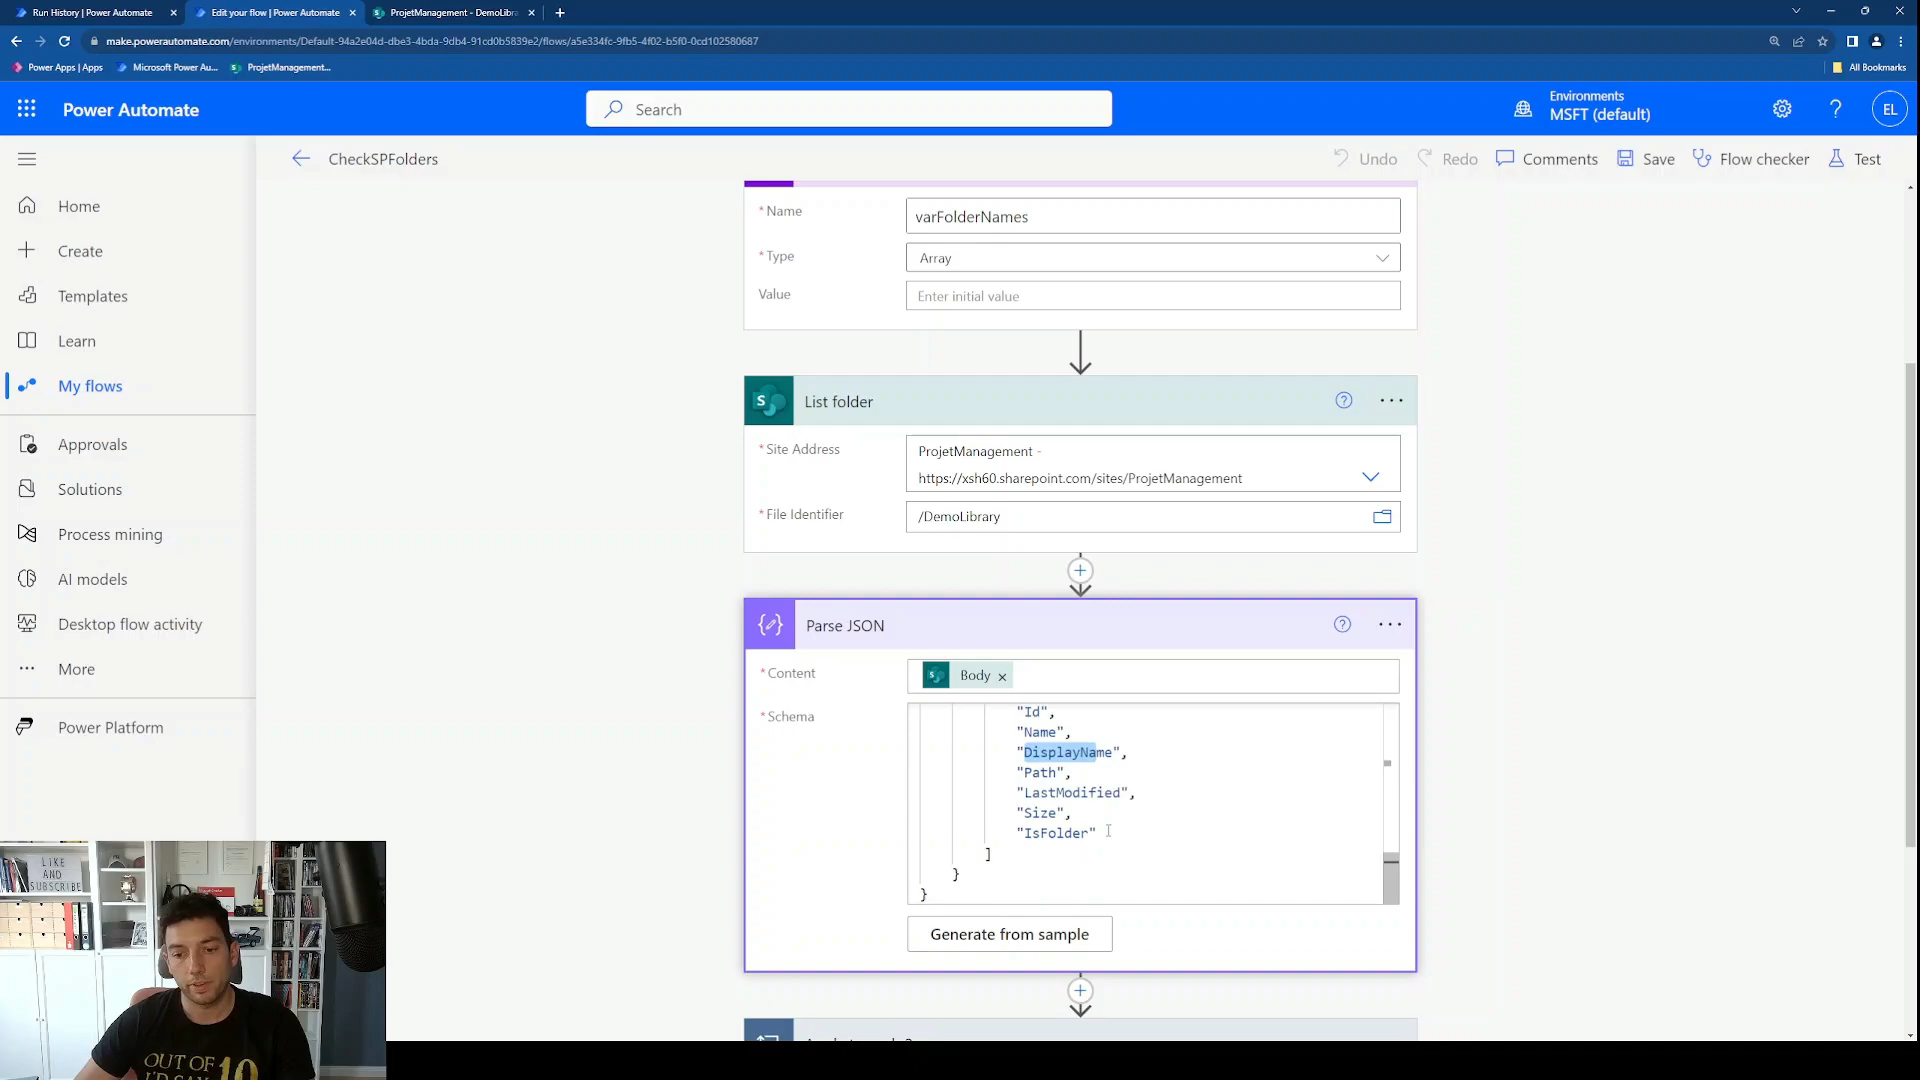 Run History | Power Automate
Edit your flow | Power Automate
ProjetManagement - DemoLibra
make.powerautomate.com/environments/Default-94a2e04d-dbe3-4bda-9db4-91cd0b5839e2/flows/a5e334fc-9fb5-4f02-b5f0-0cd102580687
Power Apps | Apps
Microsoft Power Au...
ProjetManagement...
All Bookmarks
Power Automate
Search
Environments
MSFT (default)
EL
CheckSPFolders
Undo
Redo
Comments
Save
Flow checker
Test
Home
Create
Templates
Learn
My flows
Approvals
Solutions
Process mining
AI models
Desktop flow activity
More
Power Platform
* Name
varFolderNames
* Type
Array
Value
Enter initial value
List folder
* Site Address
ProjetManagement -
https://xsh60.sharepoint.com/sites/ProjetManagement
* File Identifier
/DemoLibrary
Parse JSON
* Content
Body
* Schema
"Id",
"Name",
"DisplayName",
"Path",
"LastModified",
"Size",
"IsFolder"
]
}
}
Generate from sample
LIKE
AND
SUBSCRIBE
OUT OF 10
I'D SAY